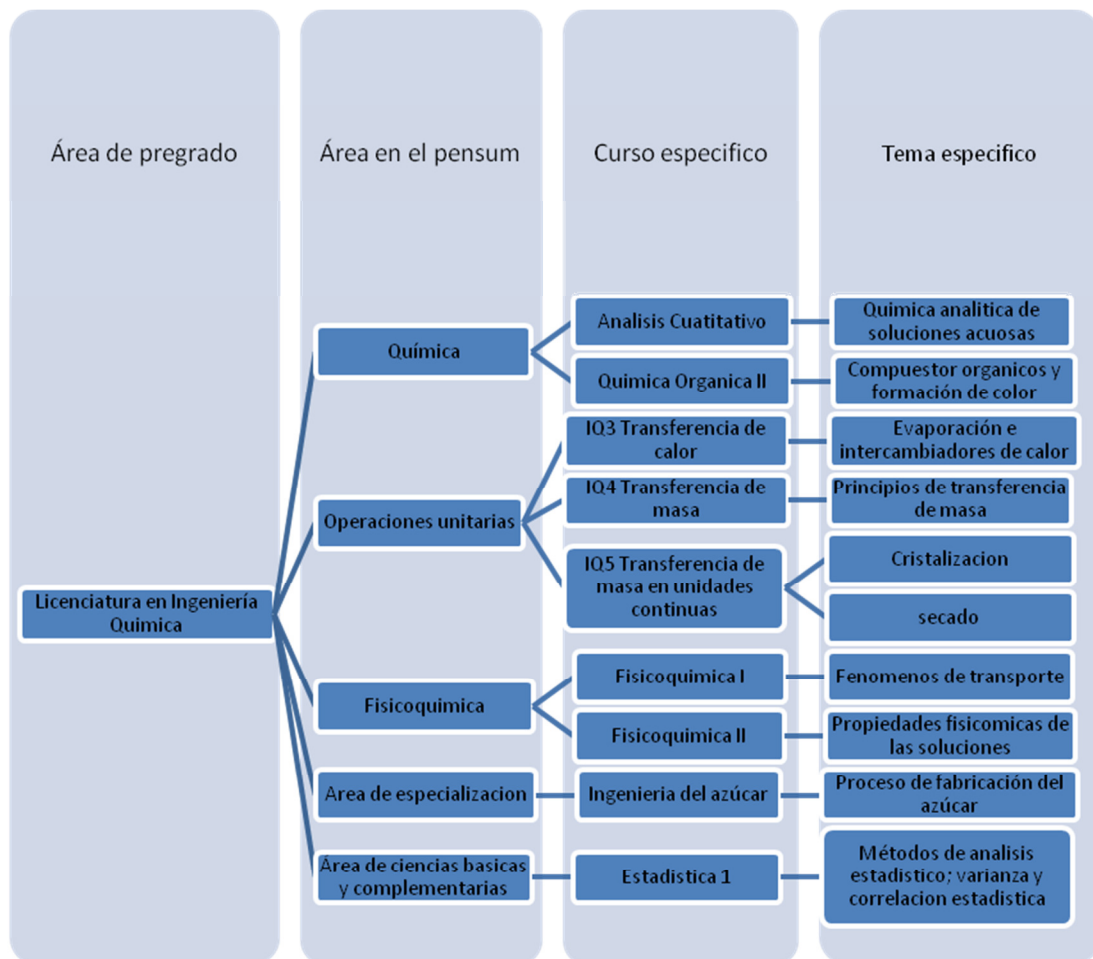 Área de pregrado
Área en el pensum
Curso especifico
Tema especifico
Licenciatura en Ingeniería
Quimica
Química
Analisis Cuatitativo
Quimica analitica de
soluciones acuosas
Quimica Organica II
Compuestor organicos y
formación de color
Operaciones unitarias
IQ3 Transferencia de
calor
Evaporación e
intercambiadores de calor
IQ4 Transferencia de
masa
Principios de transferencia
de masa
IQ5 Transferencia de
masa en unidades
continuas
Cristalizacion
secado
Fisicoquimica
Fisicoquimica I
Fenomenos de transporte
Fisicoquimica II
Propiedades fisicomicas de
las soluciones
Area de especializacion
Ingenieria del azúcar
Proceso de fabricación del
azúcar
Área de ciencias basicas
y complementarias
Estadistica 1
Métodos de analisis
estadistico; varianza y
correlacion estadistica